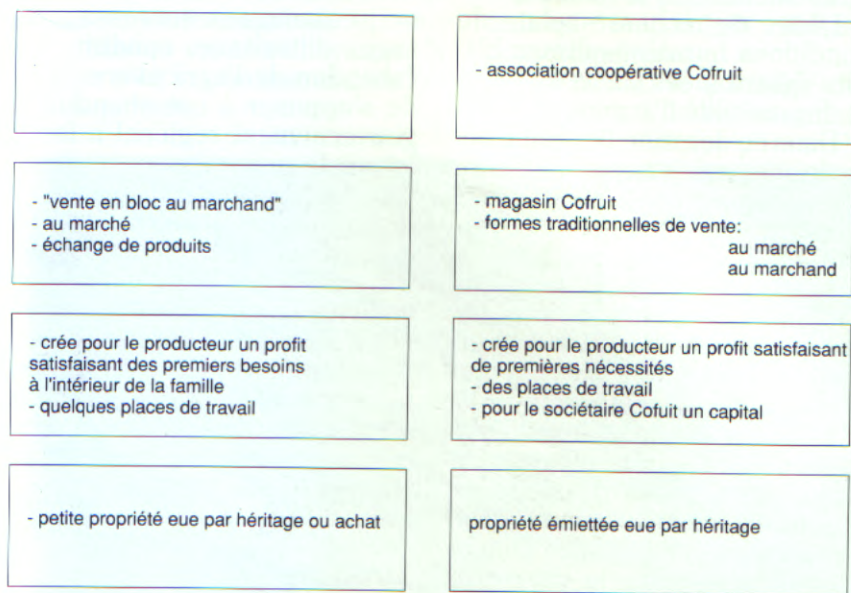 - association coopérative Cofruit
- "vente en bloc au marchand"
- au marché
- échange de produits
- magasin Cofruit
- formes traditionnelles de vente:
au marché
au marchand
- crée pour le producteur un profit
satisfaisant des premiers besoins
à l'intérieur de la famille
- quelques places de travail
- crée pour le producteur un profit satisfaisant
de premières nécessités
- des places de travail
- pour le sociétaire Cofuit un capital
- petite propriété eue par héritage ou achat
propriété émiettée eue par héritage